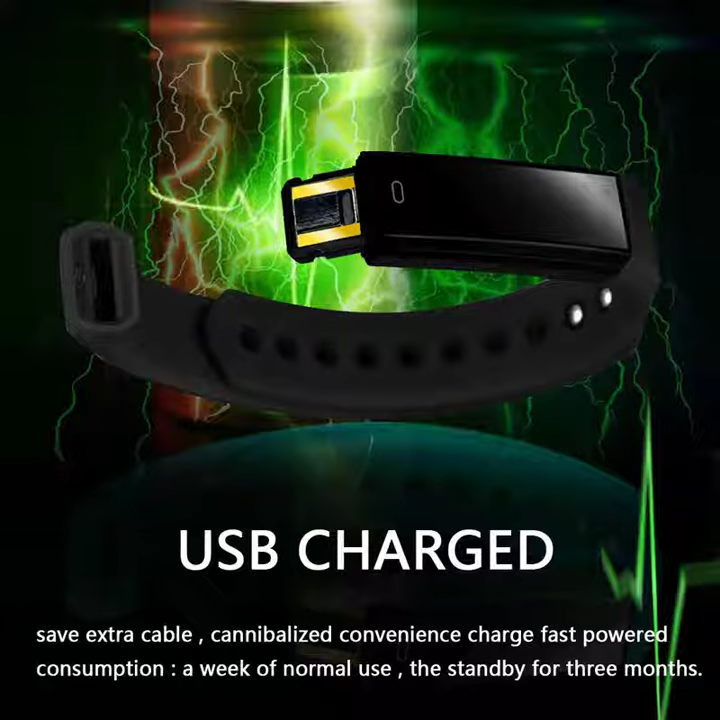 USB CHARGED
save extra cable , cannibalized convenience charge fast powered
consumption : a week of normal use , the standby for three months.